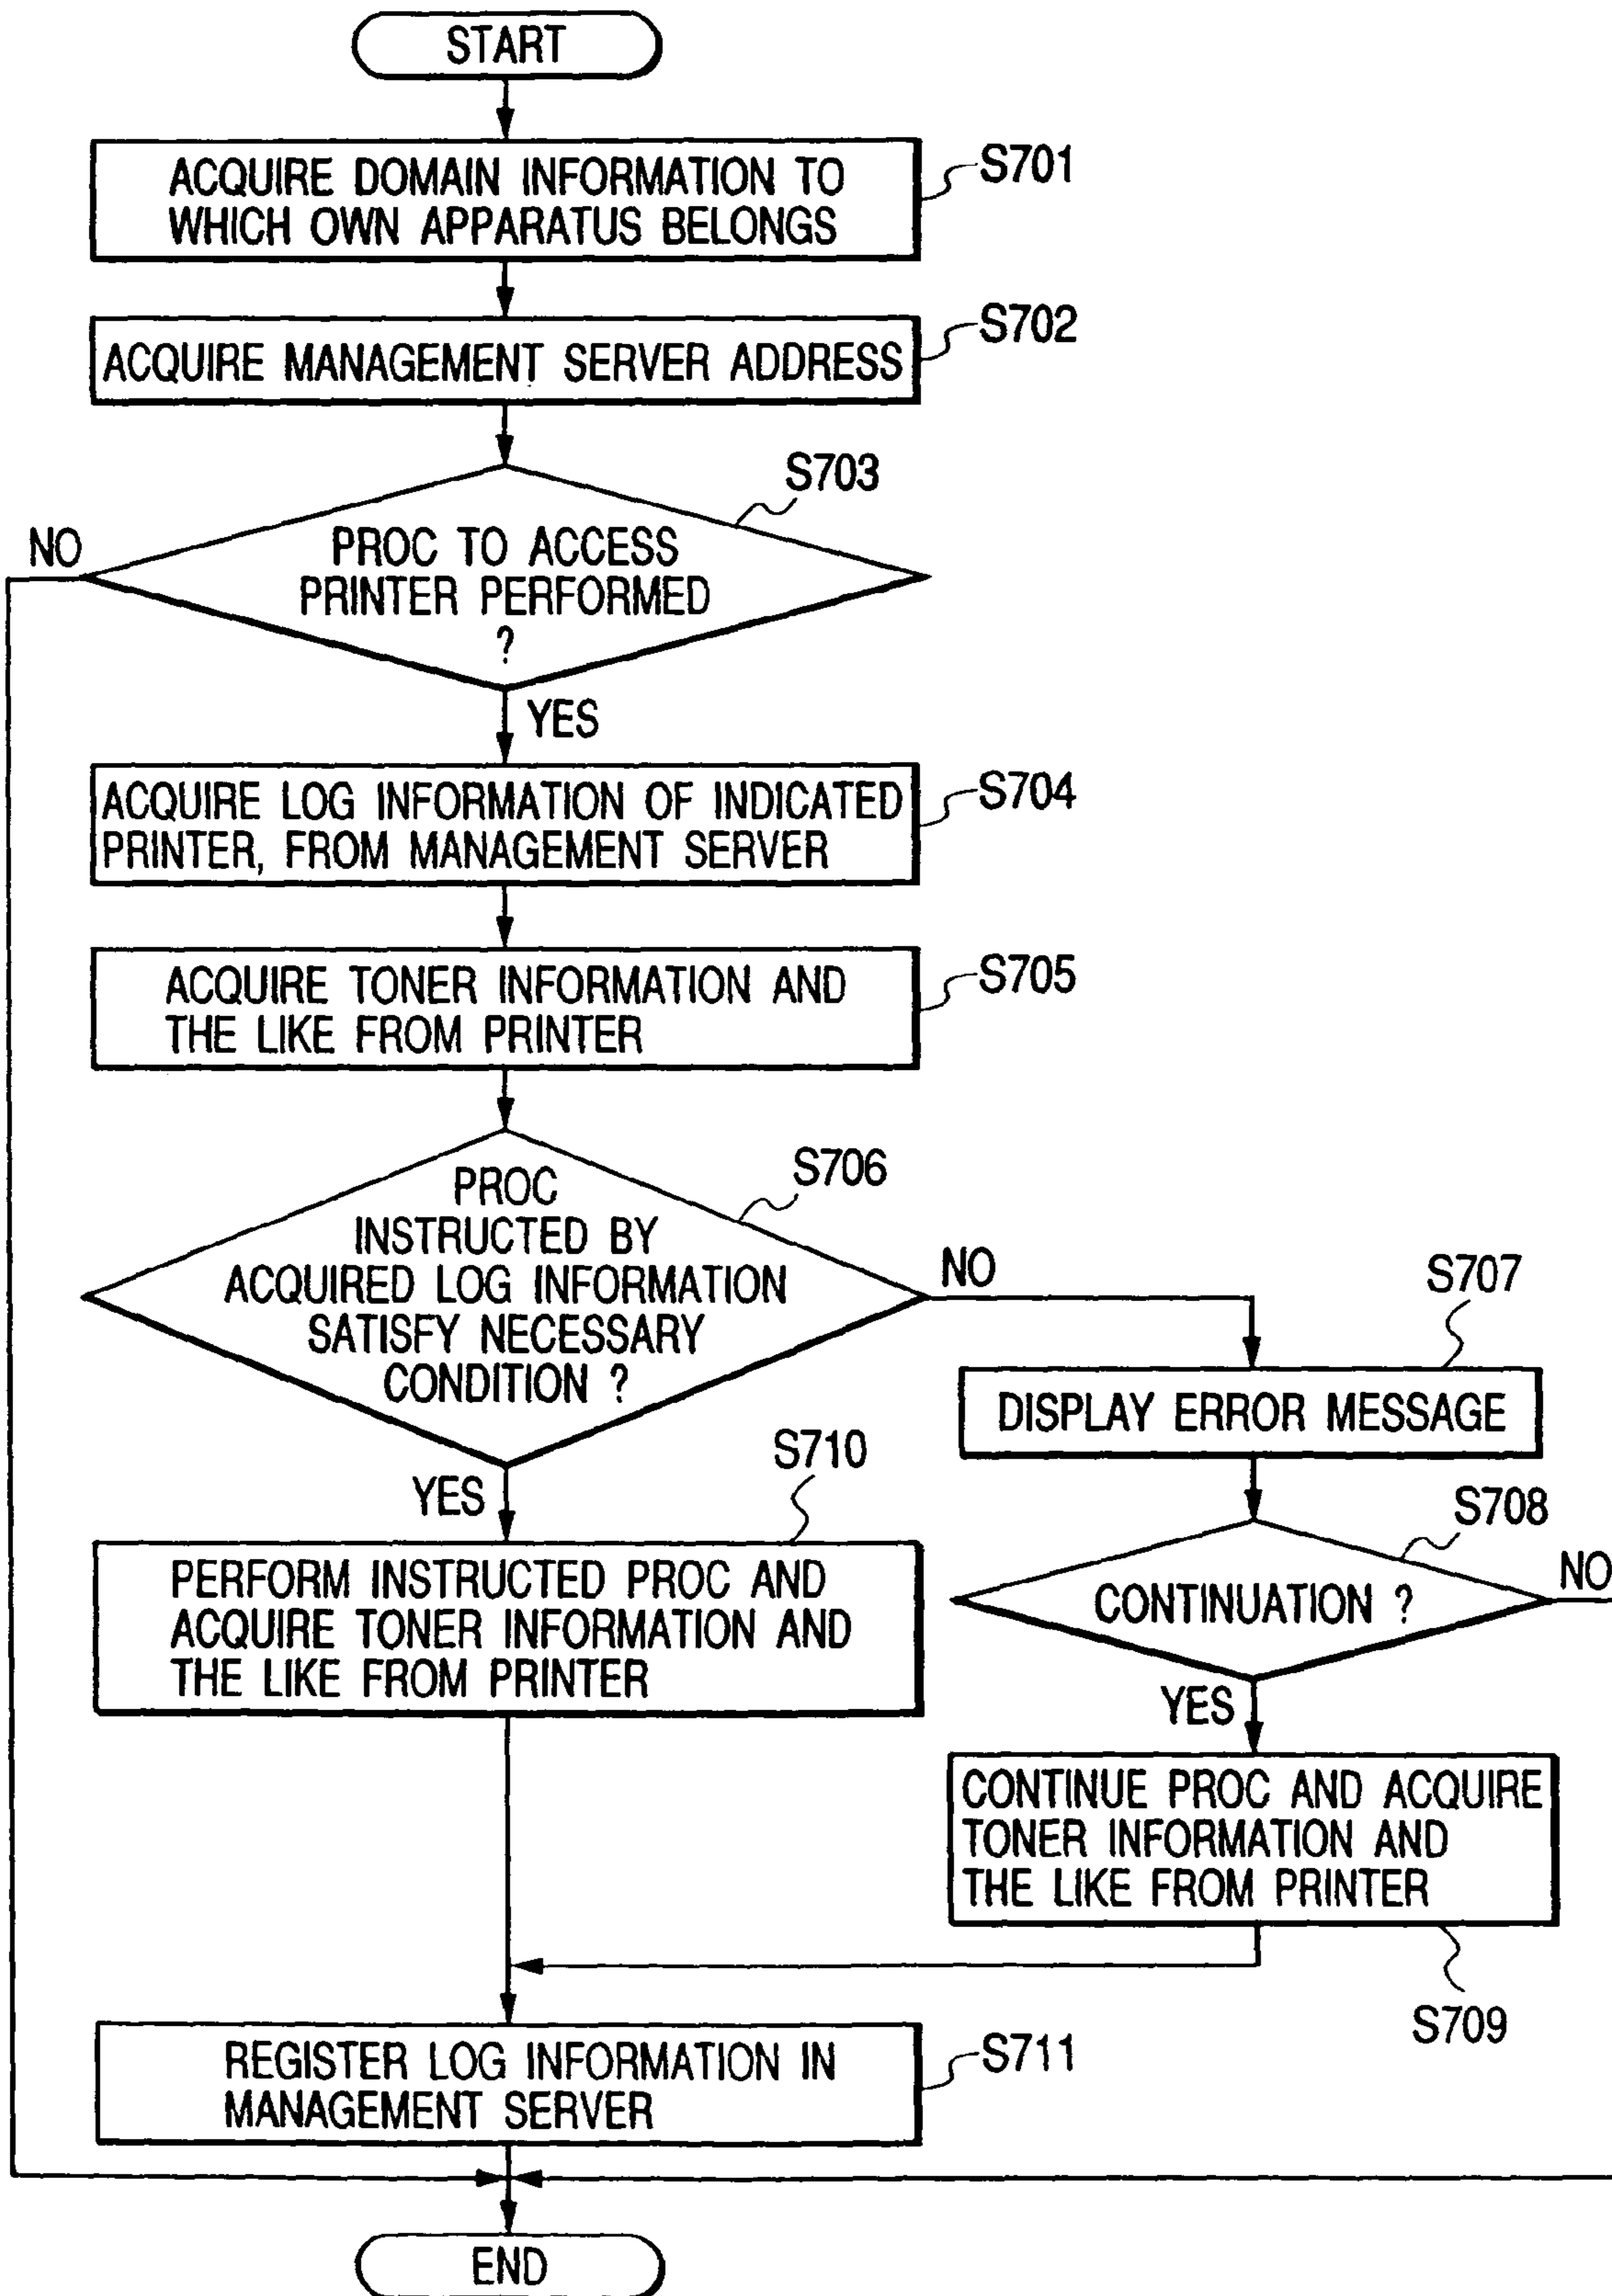 START
ACQUIRE DOMAIN INFORMATION TO
WHICH OWN APPARATUS BELONGS
S701
ACQUIRE MANAGEMENT SERVER ADDRESS
S702
S703
NO
PROC TO ACCESS
PRINTER PERFORMED
?
YES
ACQUIRE LOG INFORMATION OF INDICATED
PRINTER, FROM MANAGEMENT SERVER
S704
ACQUIRE TONER INFORMATION AND
THE LIKE FROM PRINTER
S705
S706
PROC
INSTRUCTED BY
ACQUIRED LOG INFORMATION
SATISFY NECESSARY
CONDITION ?
NO
S707
DISPLAY ERROR MESSAGE
YES
S710
S708
CONTINUATION ?
NO
PERFORM INSTRUCTED PROC AND
ACQUIRE TONER INFORMATION AND
THE LIKE FROM PRINTER
YES
CONTINUE PROC AND ACQUIRE
TONER INFORMATION AND
THE LIKE FROM PRINTER
S709
REGISTER LOG INFORMATION IN
MANAGEMENT SERVER
S711
END